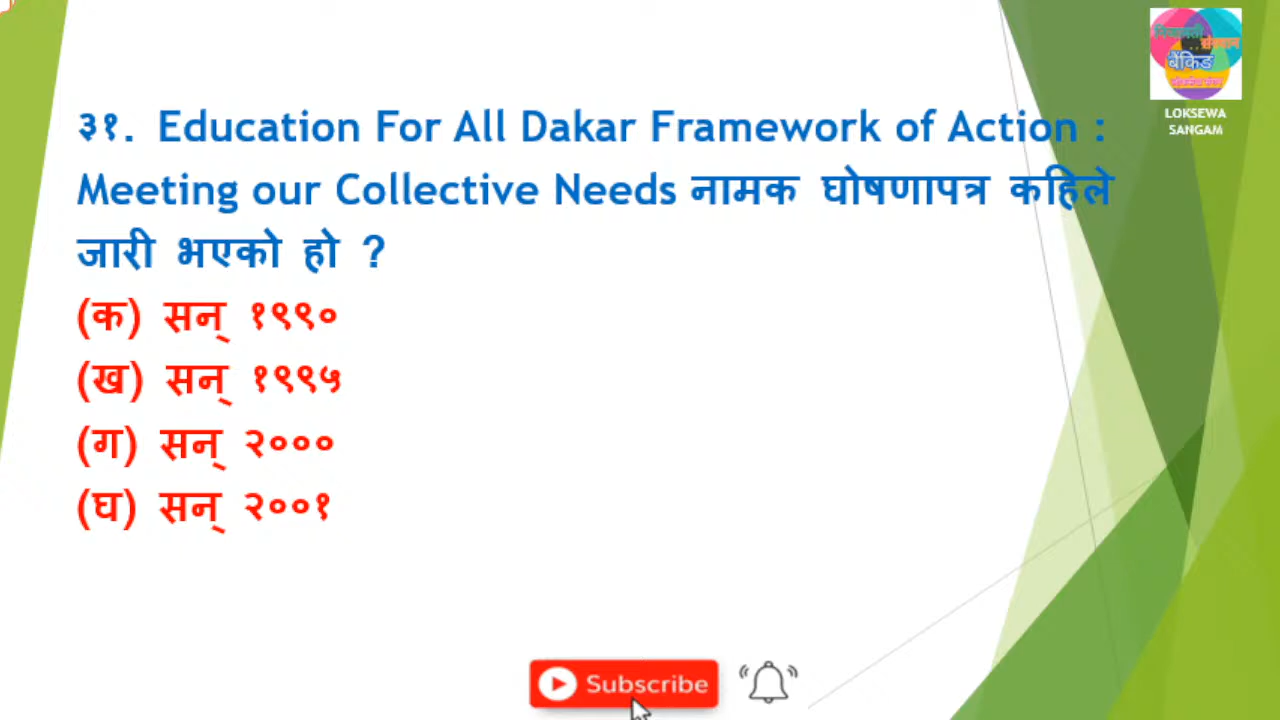 ३१. Education For All Dakar Framework of Action :
Meeting our Collective Needs नामक घोषणापत्र कहिले
जारी भएको हो ?
(क) सन् १९९०
(ख) सन् १९९५
(ग) सन् २०००
(घ) सन् २००१
बैंकिङ
LOKSEWA
SANGAM
Subscribe